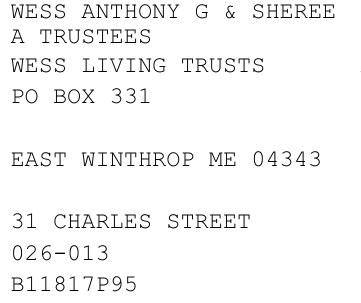 WESS ANTHONY G & SHEREE
A TRUSTEES
WESS LIVING TRUSTS
PO BOX 331
EAST WINTHROP ME 04343
31 CHARLES STREET
026-013
B11817P95